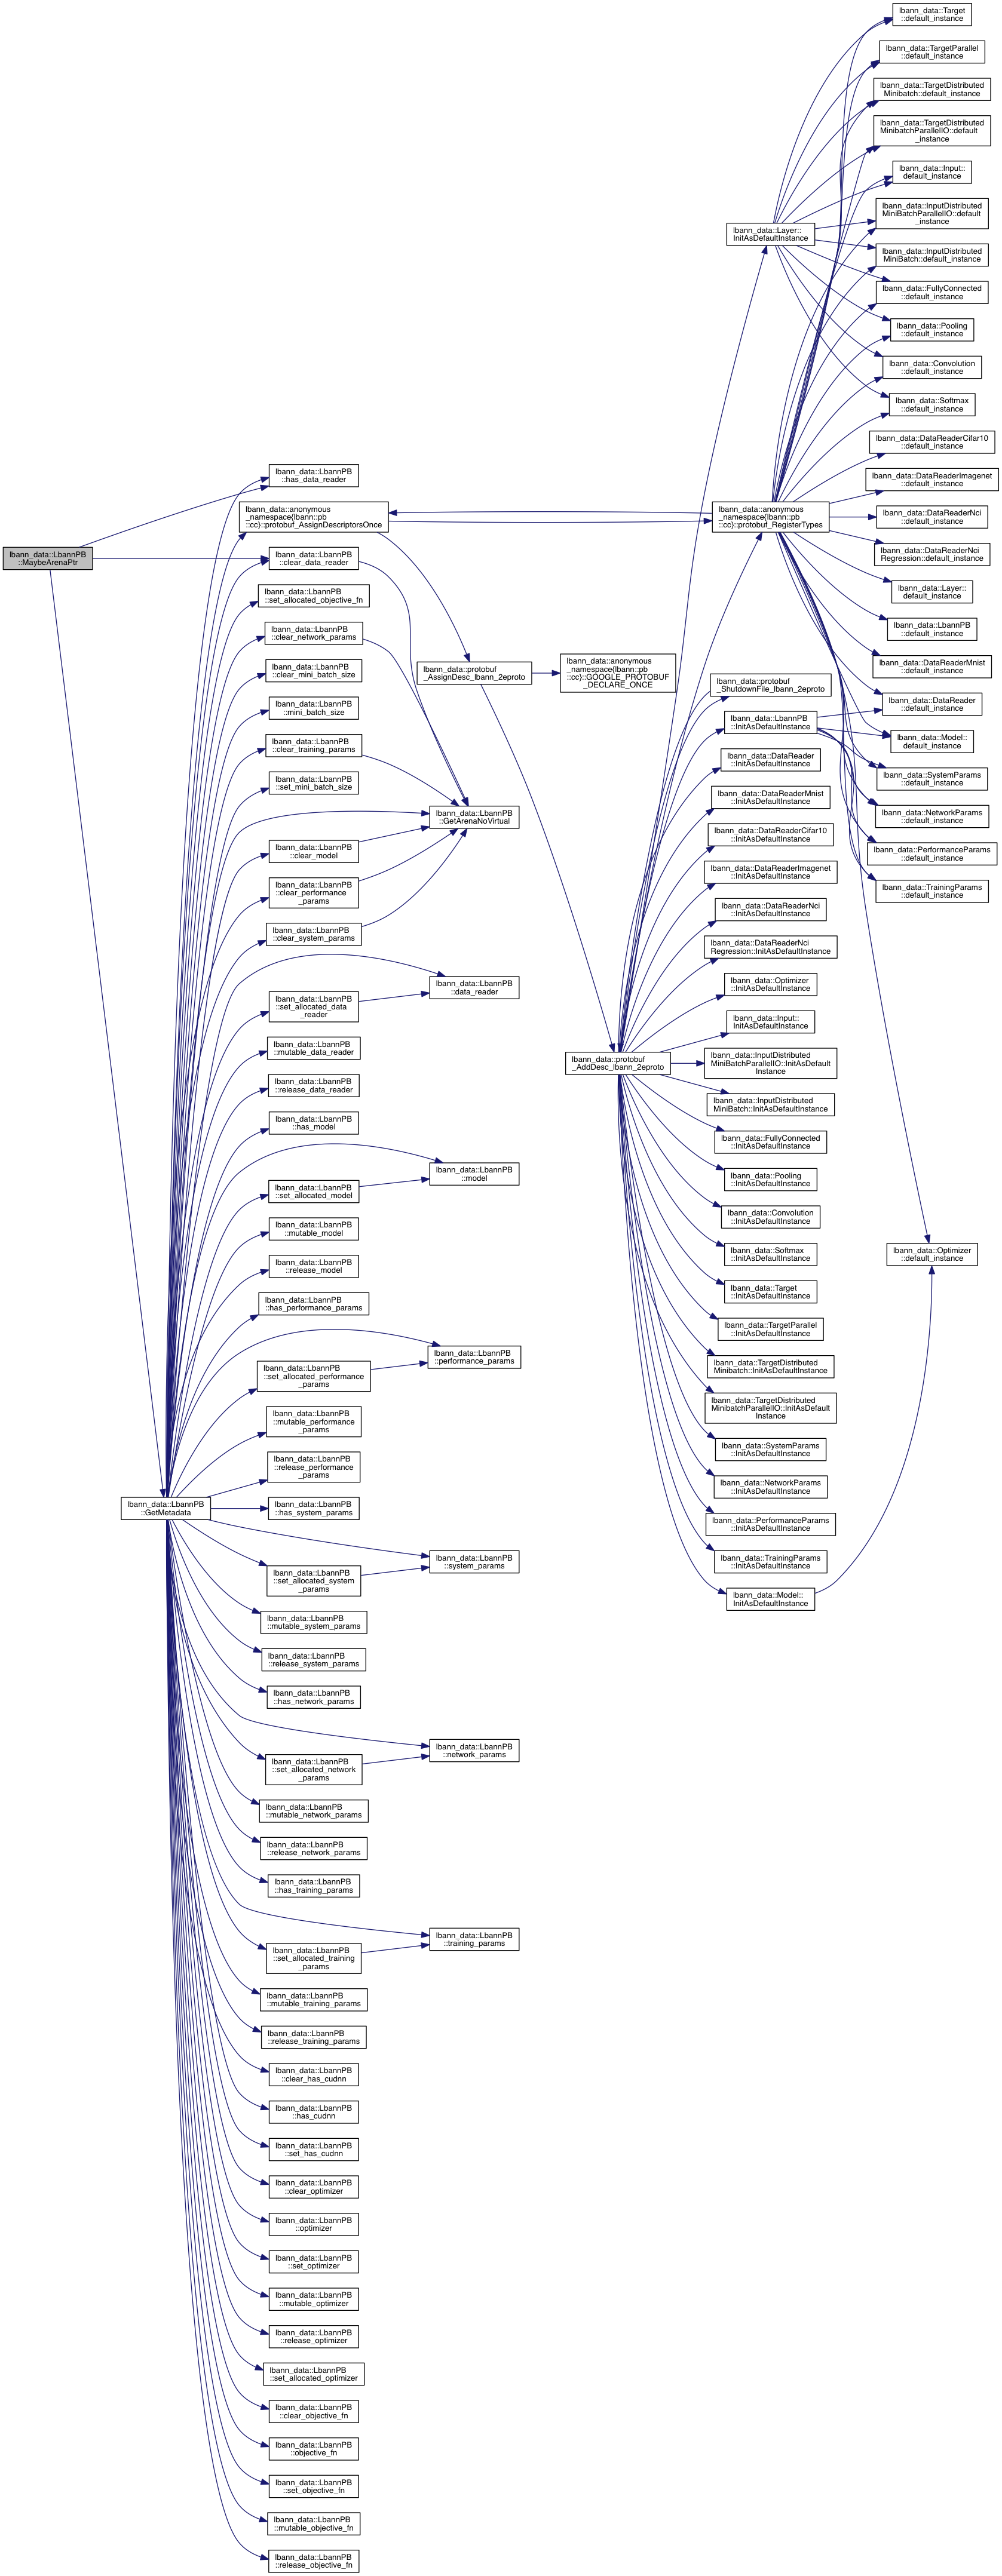 lbann_data::LbannPB
::MaybeArenaPtr
lbann_data::LbannPB
::has_data_reader
lbann_data::anonymous
_namespace{lbann::pb
::cc}::protobuf_AssignDescriptorsOnce
lbann_data::LbannPB
::clear_data_reader
lbann_data::LbannPB
::set_allocated_objective_fn
lbann_data::LbannPB
::clear_network_params
lbann_data::LbannPB
::clear_mini_batch_size
lbann_data::LbannPB
::mini_batch_size
lbann_data::LbannPB
::clear_training_params
lbann_data::LbannPB
::set_mini_batch_size
lbann_data::LbannPB
::clear_model
lbann_data::LbannPB
::clear_performance
_params
lbann_data::LbannPB
::clear_system_params
lbann_data::LbannPB
::set_allocated_data
_reader
lbann_data::LbannPB
::mutable_data_reader
lbann_data::LbannPB
::release_data_reader
lbann_data::LbannPB
::has_model
lbann_data::LbannPB
::set_allocated_model
lbann_data::LbannPB
::mutable_model
lbann_data::LbannPB
::release_model
lbann_data::LbannPB
::has_performance_params
lbann_data::LbannPB
::set_allocated_performance
_params
lbann_data::LbannPB
::mutable_performance
_params
lbann_data::LbannPB
::release_performance
_params
lbann_data::LbannPB
::GetMetadata
lbann_data::LbannPB
::has_system_params
lbann_data::LbannPB
::set_allocated_system
_params
lbann_data::LbannPB
::mutable_system_params
lbann_data::LbannPB
::release_system_params
lbann_data::LbannPB
::has_network_params
lbann_data::LbannPB
::set_allocated_network
_params
lbann_data::LbannPB
::mutable_network_params
lbann_data::LbannPB
::release_network_params
lbann_data::LbannPB
::has_training_params
lbann_data::LbannPB
::set_allocated_training
_params
lbann_data::LbannPB
::mutable_training_params
lbann_data::LbannPB
::release_training_params
lbann_data::LbannPB
::clear_has_cudnn
lbann_data::LbannPB
::has_cudnn
lbann_data::LbannPB
::set_has_cudnn
lbann_data::LbannPB
::clear_optimizer
lbann_data::LbannPB
::optimizer
lbann_data::LbannPB
::set_optimizer
lbann_data::LbannPB
::mutable_optimizer
lbann_data::LbannPB
::release_optimizer
lbann_data::LbannPB
::set_allocated_optimizer
lbann_data::LbannPB
::clear_objective_fn
lbann_data::LbannPB
::objective_fn
lbann_data::LbannPB
::set_objective_fn
lbann_data::LbannPB
::mutable_objective_fn
lbann_data::LbannPB
::release_objective_fn
lbann_data::protobuf
_AssignDesc_lbann_2eproto
lbann_data::LbannPB
::GetArenaNoVirtual
lbann_data::LbannPB
::data_reader
lbann_data::LbannPB
::model
lbann_data::LbannPB
::performance_params
lbann_data::LbannPB
::system_params
lbann_data::LbannPB
::network_params
lbann_data::LbannPB
::training_params
lbann_data::anonymous
_namespace{lbann::pb
::cc}::GOOGLE_PROTOBUF
_DECLARE_ONCE
lbann_data::protobuf
_AddDesc_lbann_2eproto
lbann_data::Layer::
InitAsDefaultInstance
lbann_data::anonymous
_namespace{lbann::pb
::cc}::protobuf_RegisterTypes
lbann_data::protobuf
_ShutdownFile_lbann_2eproto
lbann_data::LbannPB
::InitAsDefaultInstance
lbann_data::DataReader
::InitAsDefaultInstance
lbann_data::DataReaderMnist
::InitAsDefaultInstance
lbann_data::DataReaderCifar10
::InitAsDefaultInstance
lbann_data::DataReaderImagenet
::InitAsDefaultInstance
lbann_data::DataReaderNci
::InitAsDefaultInstance
lbann_data::DataReaderNci
Regression::InitAsDefaultInstance
lbann_data::Optimizer
::InitAsDefaultInstance
lbann_data::Input::
InitAsDefaultInstance
lbann_data::InputDistributed
MiniBatchParallelIO::InitAsDefault
Instance
lbann_data::InputDistributed
MiniBatch::InitAsDefaultInstance
lbann_data::FullyConnected
::InitAsDefaultInstance
lbann_data::Pooling
::InitAsDefaultInstance
lbann_data::Convolution
::InitAsDefaultInstance
lbann_data::Softmax
::InitAsDefaultInstance
lbann_data::Target
::InitAsDefaultInstance
lbann_data::TargetParallel
::InitAsDefaultInstance
lbann_data::TargetDistributed
Minibatch::InitAsDefaultInstance
lbann_data::TargetDistributed
MinibatchParallelIO::InitAsDefault
Instance
lbann_data::SystemParams
::InitAsDefaultInstance
lbann_data::NetworkParams
::InitAsDefaultInstance
lbann_data::PerformanceParams
::InitAsDefaultInstance
lbann_data::TrainingParams
::InitAsDefaultInstance
lbann_data::Model::
InitAsDefaultInstance
lbann_data::Target
::default_instance
lbann_data::TargetParallel
::default_instance
lbann_data::TargetDistributed
Minibatch::default_instance
lbann_data::TargetDistributed
MinibatchParallelIO::default
_instance
lbann_data::Input::
default_instance
lbann_data::InputDistributed
MiniBatchParallelIO::default
_instance
lbann_data::InputDistributed
MiniBatch::default_instance
lbann_data::FullyConnected
::default_instance
lbann_data::Pooling
::default_instance
lbann_data::Convolution
::default_instance
lbann_data::Softmax
::default_instance
lbann_data::DataReaderCifar10
::default_instance
lbann_data::DataReaderImagenet
::default_instance
lbann_data::DataReaderNci
::default_instance
lbann_data::DataReaderNci
Regression::default_instance
lbann_data::Layer::
default_instance
lbann_data::LbannPB
::default_instance
lbann_data::DataReaderMnist
::default_instance
lbann_data::DataReader
::default_instance
lbann_data::Model::
default_instance
lbann_data::SystemParams
::default_instance
lbann_data::NetworkParams
::default_instance
lbann_data::PerformanceParams
::default_instance
lbann_data::TrainingParams
::default_instance
lbann_data::Optimizer
::default_instance